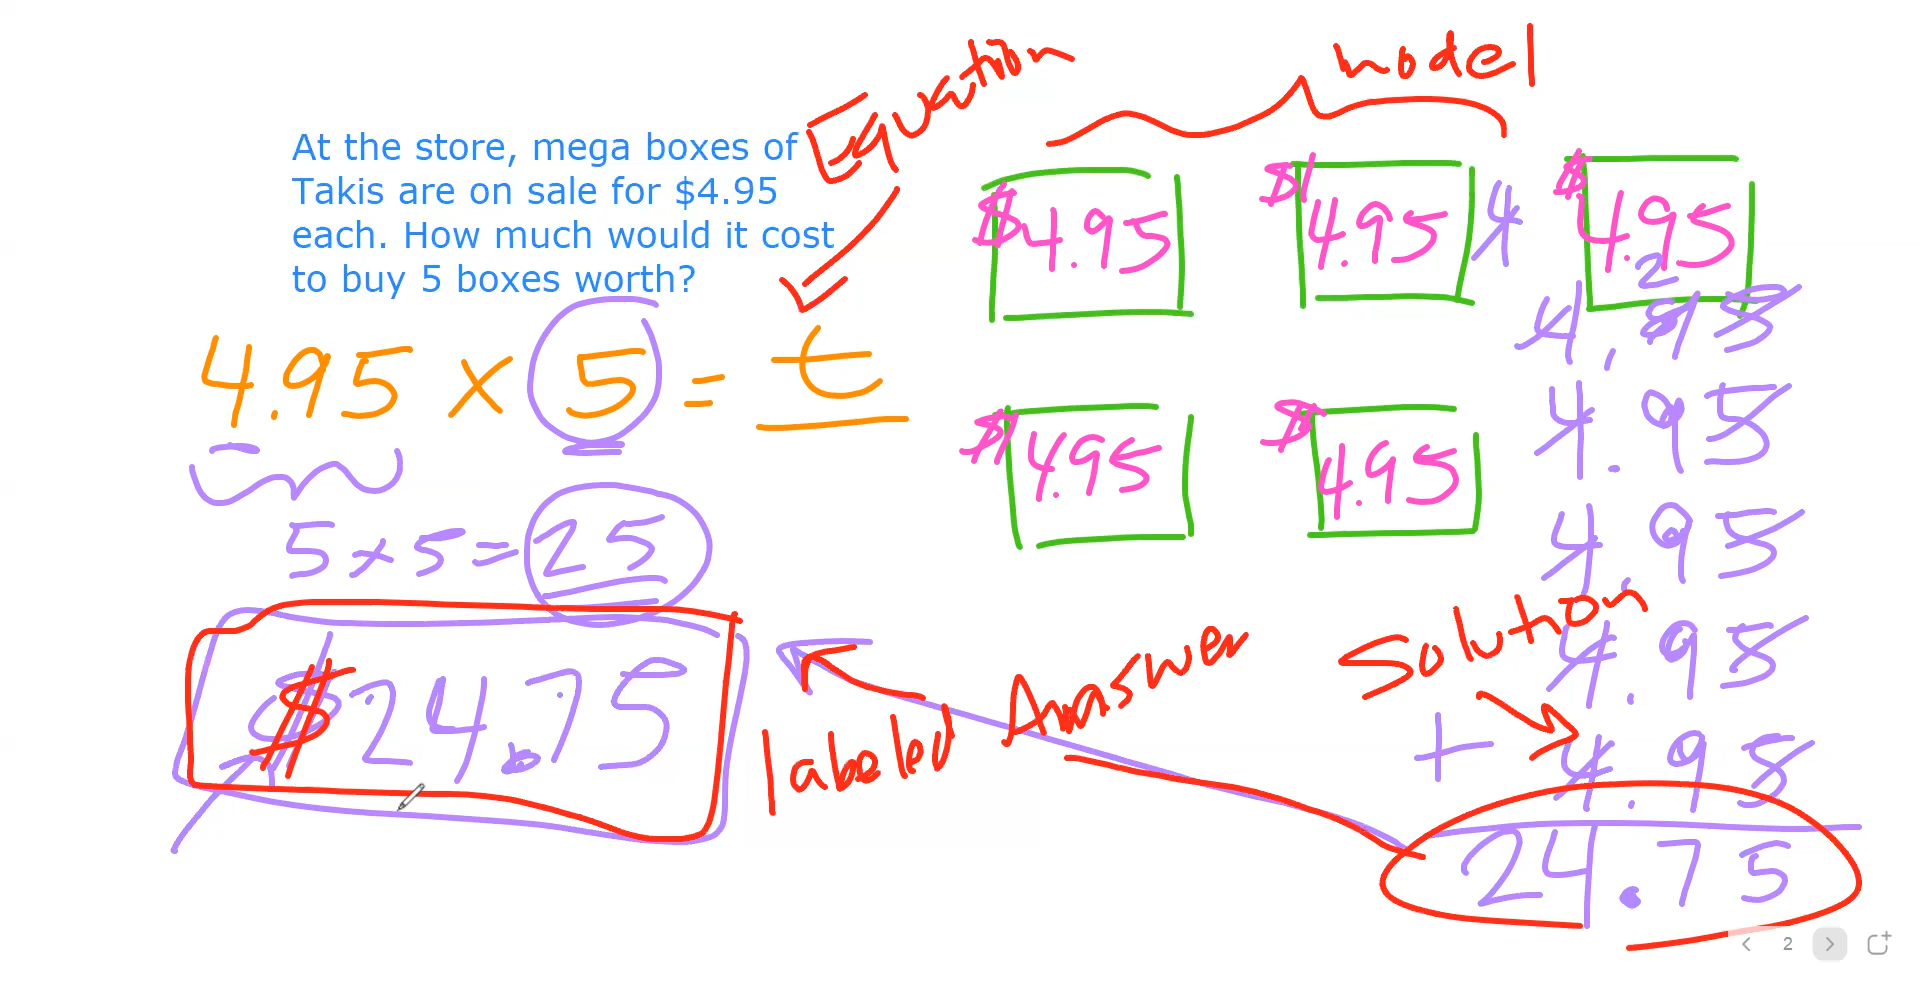 At the store, mega boxes of
Takis are on sale for $4.95
each. How much would it cost
to buy 5 boxes worth?
Equation
4.95 × 5 = t
5 × 5 = 25
$24.75
labeled Answer
model
$4.95 $4.95 $4.95
$4.95 $4.95
4
2
4.95
4.95
4.95
4.95
+ 4.95
24.75
Solution
2